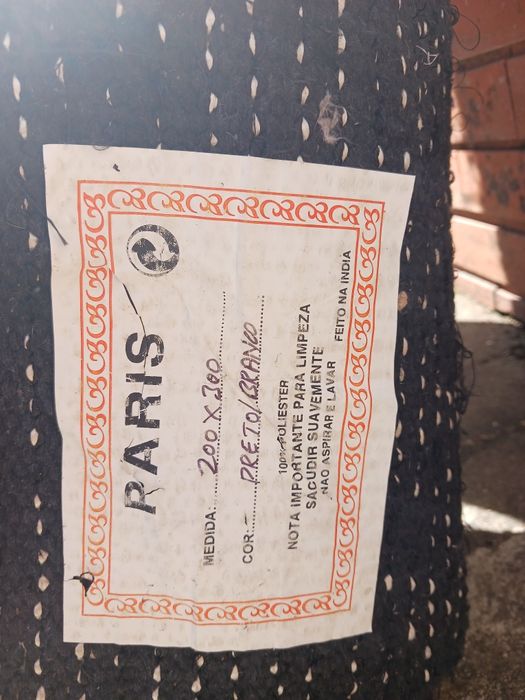 PARIS
MEDIDA: 200 X 300
COR:- PRETO/BRANCO
100% POLIESTER
NOTA IMPORTANTE PARA LIMPEZA
SACUDIR SUAVEMENTE
NAO ASPIRAR E LAVAR
FEITO NA INDIA